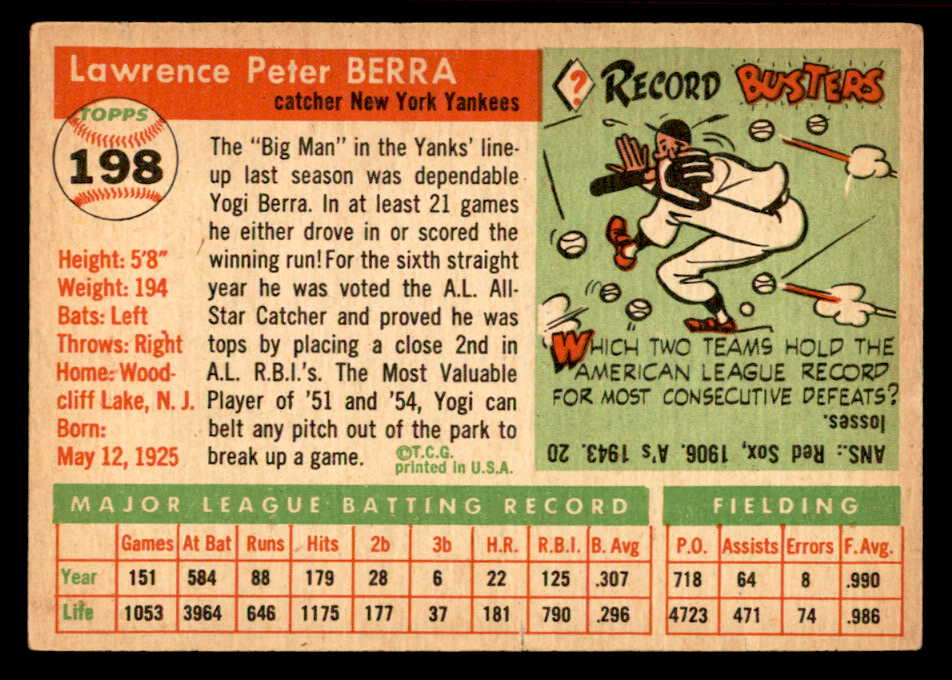 Lawrence Peter BERRA
catcher New York Yankees
TOPPS
198
Height: 5'8"
Weight: 194
Bats: Left
Throws: Right
Home: Wood-
cliff Lake, N. J.
Born:
May 12, 1925
The "Big Man" in the Yanks' line-
up last season was dependable
Yogi Berra. In at least 21 games
he either drove in or scored the
winning run! For the sixth straight
year he was voted the A.L. All-
Star Catcher and proved he was
tops by placing a close 2nd in
A.L. R.B.I.'s. The Most Valuable
Player of '51 and '54, Yogi can
belt any pitch out of the park to
break up a game.
©T.C.G.
printed in U.S.A.
? RECORD BUSTERS
WHICH TWO TEAMS HOLD THE
AMERICAN LEAGUE RECORD
FOR MOST CONSECUTIVE DEFEATS?
ANS.: Red Sox, 1906. A's 1943. 20
losses.
MAJOR LEAGUE BATTING RECORD FIELDING
Games At Bat Runs Hits 2b 3b H.R. R.B.I. B. Avg P.O. Assists Errors F. Avg.
Year 151 584 88 179 28 6 22 125 .307 718 64 8 .990
Life 1053 3964 646 1175 177 37 181 790 .296 4723 471 74 .986